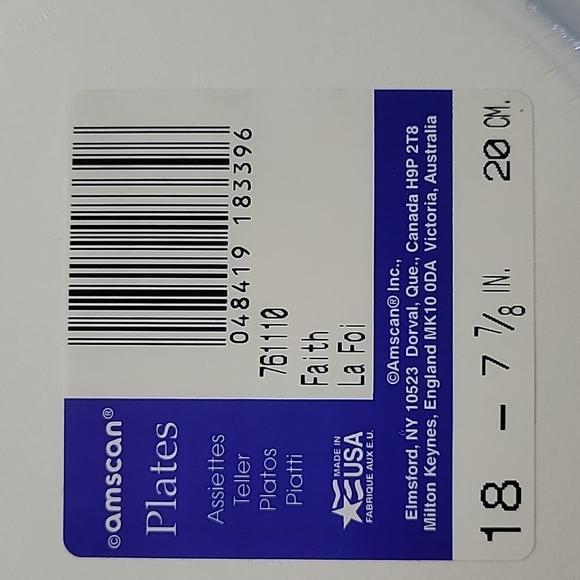 ©amscan®
Plates
Assiettes
Teller
Platos
Piatti
MADE IN
USA
FABRIQUE AUX E.U.
048419 183396
761110
Faith
La Foi
©Amscan® Inc.,
Elmsford, NY 10523 Dorval, Que., Canada H9P 2T8
Milton Keynes, England MK10 0DA Victoria, Australia
18 - 7 7/8 IN. 20 CM.